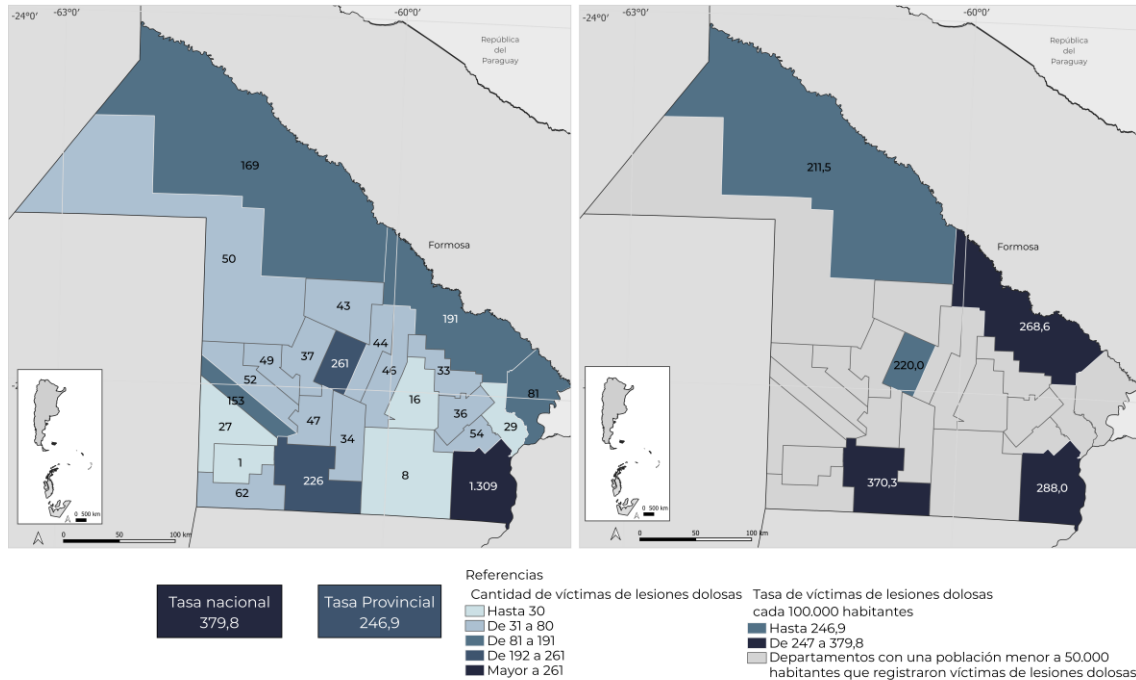 -24°0'
-63°0'
-60°0'
República
del
Paraguay
169
Formosa
50
43
191
44
37
261
49
46
33
52
81
153
16
36
29
27
47
34
54
1
8
226
1.309
62
0 500 km
0 50 100 km
-24°0'
-63°0'
-60°0'
República
del
Paraguay
211,5
Formosa
268,6
220,0
370,3
288,0
0 500 km
0 50 100 km
Tasa nacional
379,8
Tasa Provincial
246,9
Referencias
Cantidad de víctimas de lesiones dolosas
Hasta 30
De 31 a 80
De 81 a 191
De 192 a 261
Mayor a 261
Tasa de víctimas de lesiones dolosas
cada 100.000 habitantes
Hasta 246,9
De 247 a 379,8
Departamentos con una población menor a 50.000
habitantes que registraron víctimas de lesiones dolosas